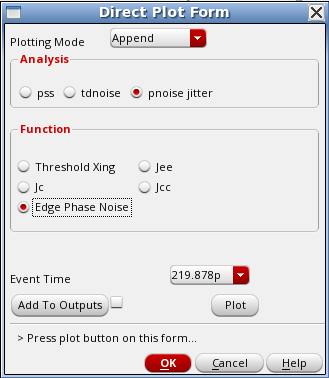 Direct Plot Form
Plotting Mode Append
Analysis
pss tdnoise pnoise jitter
Function
Threshold Xing Jee
Jc Jcc
Edge Phase Noise
Event Time 219.878p
Add To Outputs Plot
> Press plot button on this form...
OK Cancel Help